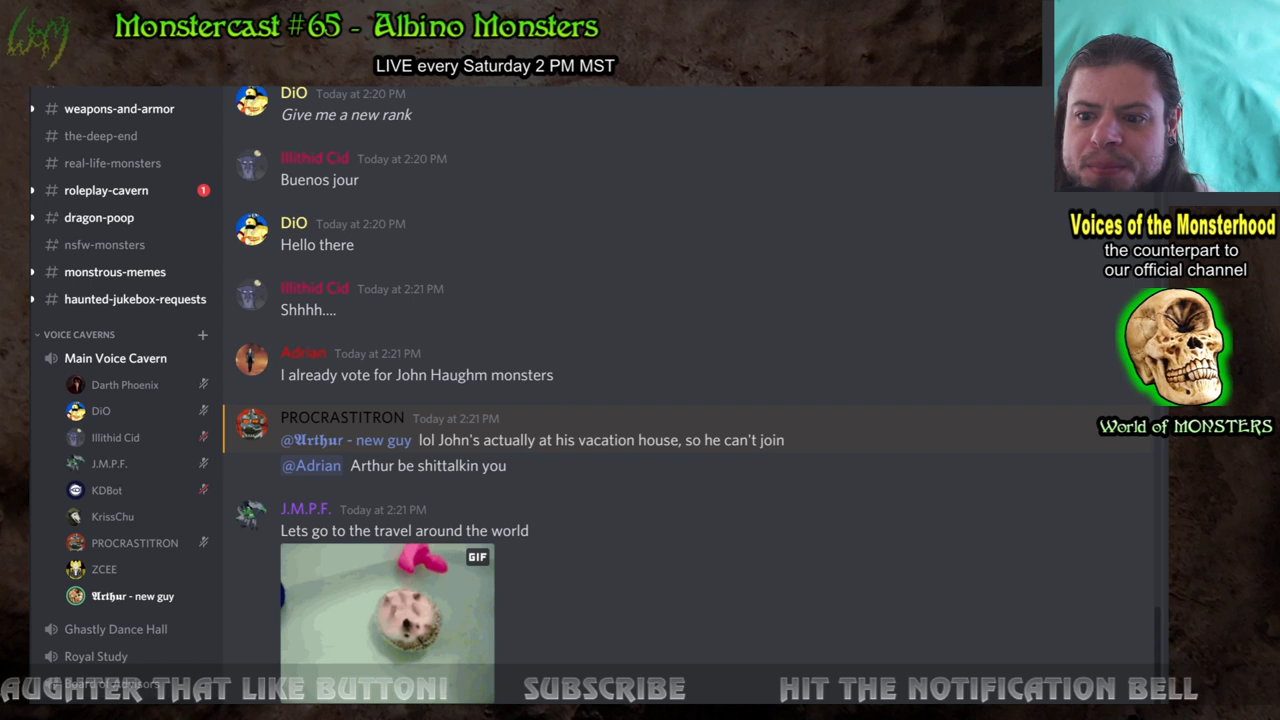 Monstercast #65 - Albino Monsters
LIVE every Saturday 2 PM MST
weapons-and-armor
the-deep-end
real-life-monsters
roleplay-cavern 1
dragon-poop
nsfw-monsters
monstrous-memes
haunted-jukebox-requests
VOICE CAVERNS +
Main Voice Cavern
Darth Phoenix
DiO
Illithid Cid
J.M.P.F.
KDBot
KrissChu
PROCRASTITRON
ZCEE
Arthur - new guy
Ghastly Dance Hall
Royal Study
Board of Advisors
DiO Today at 2:20 PM
Give me a new rank
Illithid Cid Today at 2:20 PM
Buenos jour
DiO Today at 2:20 PM
Hello there
Illithid Cid Today at 2:21 PM
Shhhh....
Adrian Today at 2:21 PM
I already vote for John Haughm monsters
PROCRASTITRON Today at 2:21 PM
@Arthur - new guy lol John's actually at his vacation house, so he can't join
@Adrian Arthur be shittalkin you
J.M.P.F. Today at 2:21 PM
Lets go to the travel around the world
GIF
Voices of the Monsterhood
the counterpart to
our official channel
World of MONSTERS
AUGHTER THAT LIKE BUTTON! SUBSCRIBE HIT THE NOTIFICATION BELL